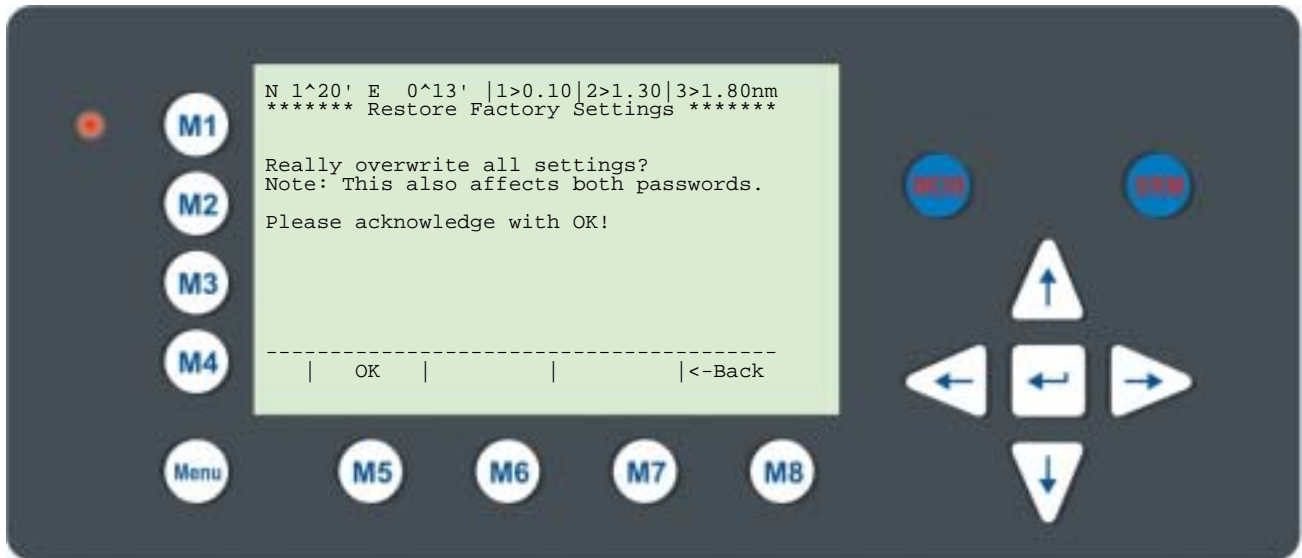 N 1^20' E  0^13' |1>0.10|2>1.30|3>1.80nm
******* Restore Factory Settings *******
Really overwrite all settings?
Note: This also affects both passwords.
Please acknowledge with OK!
----------------------------------------
|   OK   |         |         |<-Back
M1
M2
M3
M4
Menu
M5 M6 M7 M8